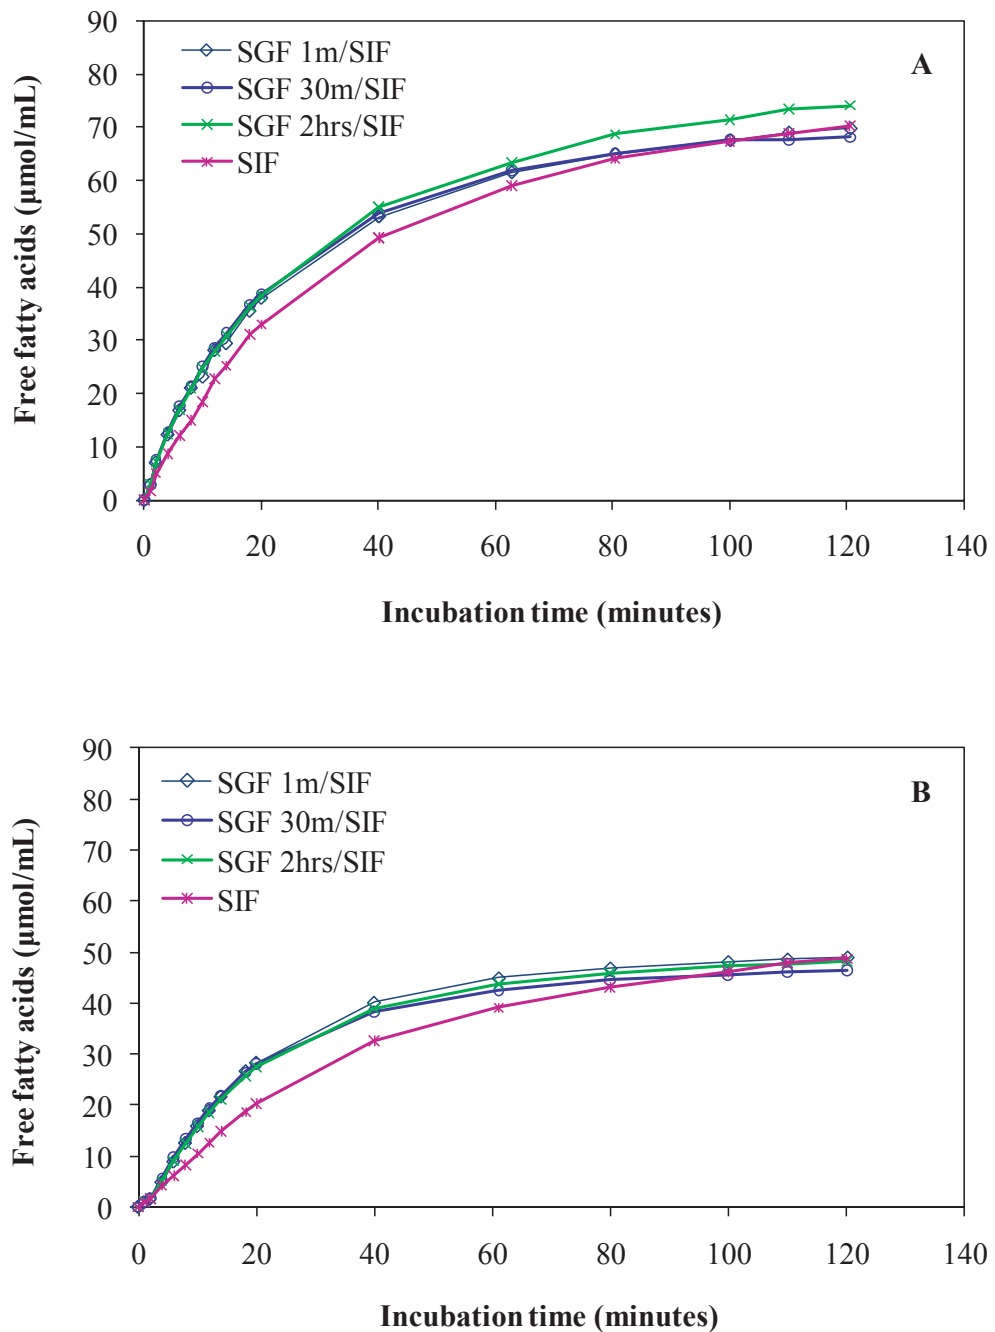 90
80
70
60
50
40
30
20
10
0
Free fatty acids (μmol/mL)
SGF 1m/SIF
SGF 30m/SIF
SGF 2hrs/SIF
SIF
A
0 20 40 60 80 100 120 140
Incubation time (minutes)
90
80
70
60
50
40
30
20
10
0
Free fatty acids (μmol/mL)
SGF 1m/SIF
SGF 30m/SIF
SGF 2hrs/SIF
SIF
B
0 20 40 60 80 100 120 140
Incubation time (minutes)